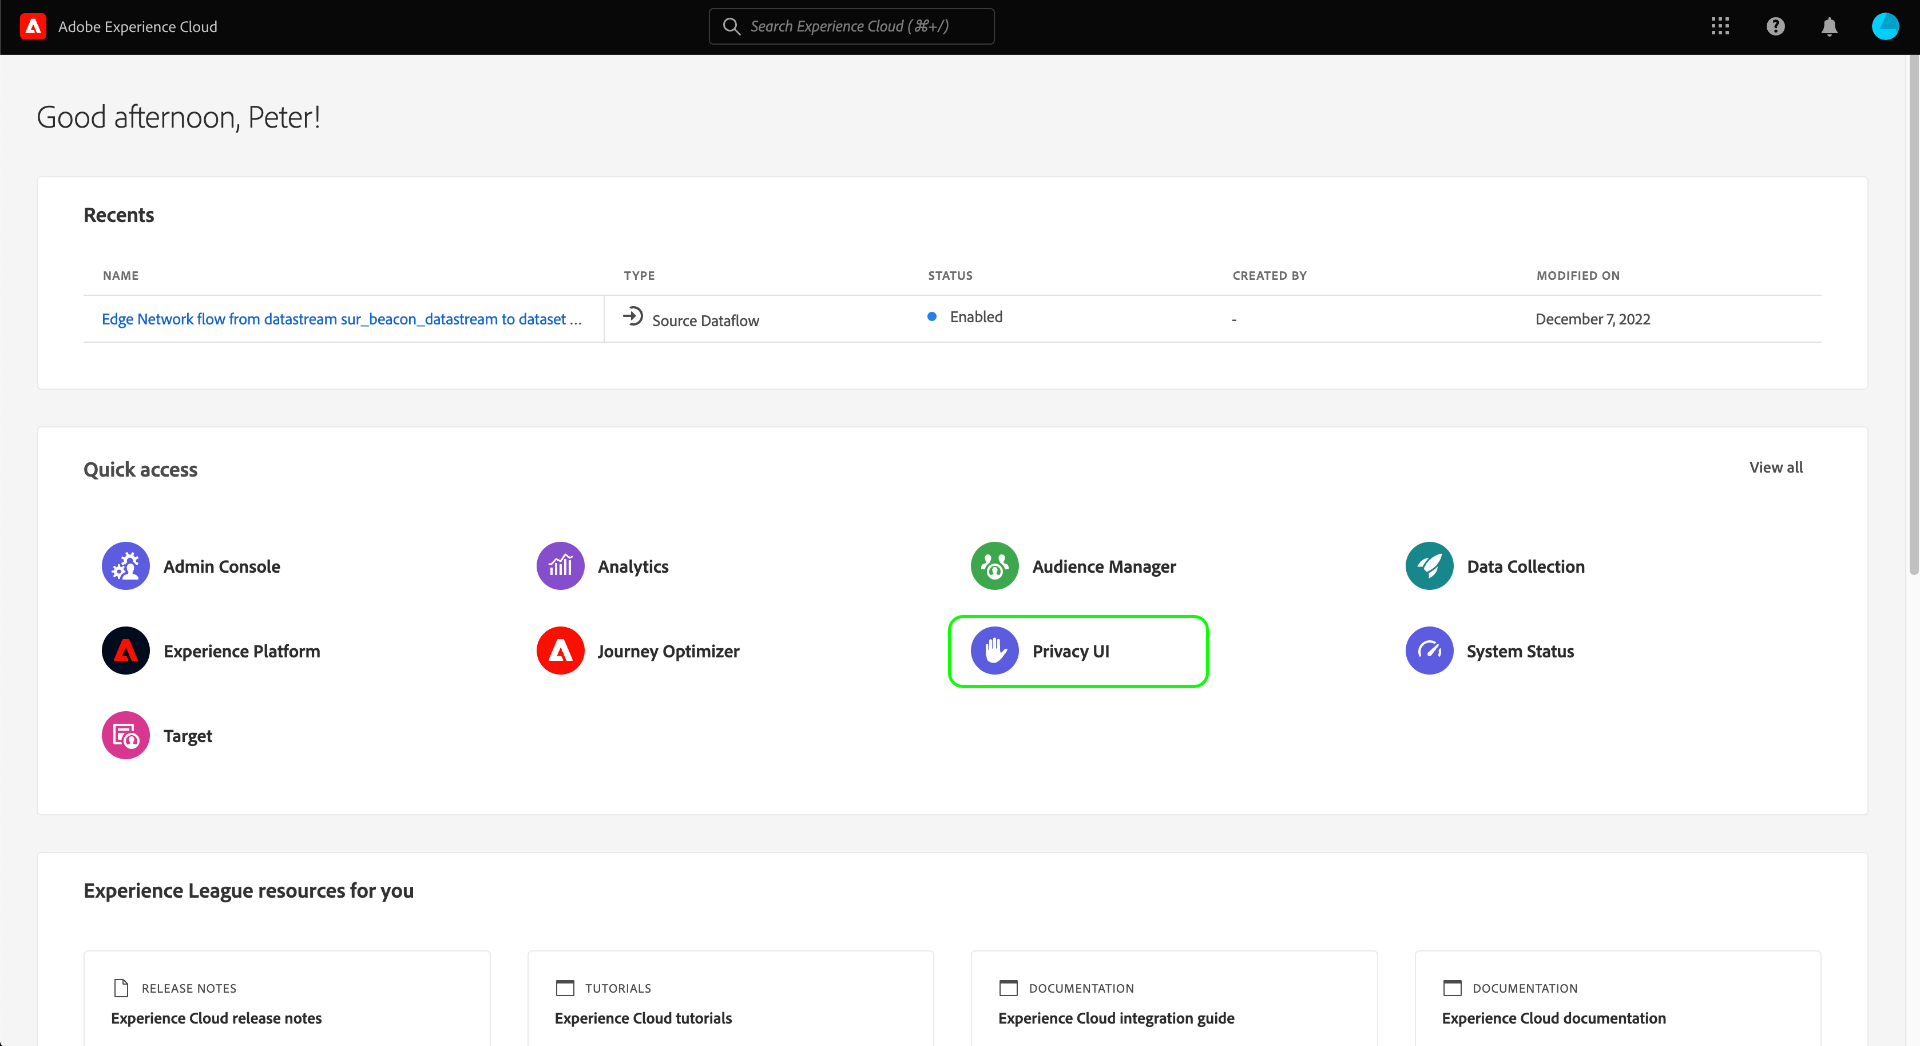 Adobe Experience Cloud
Search Experience Cloud (⌘+/)
Good afternoon, Peter!
Recents
NAME TYPE STATUS CREATED BY MODIFIED ON
Edge Network flow from datastream sur_beacon_datastream to dataset ... Source Dataflow Enabled - December 7, 2022
Quick access View all
Admin Console Analytics Audience Manager Data Collection
Experience Platform Journey Optimizer Privacy UI System Status
Target
Experience League resources for you
RELEASE NOTES TUTORIALS DOCUMENTATION DOCUMENTATION
Experience Cloud release notes Experience Cloud tutorials Experience Cloud integration guide Experience Cloud documentation